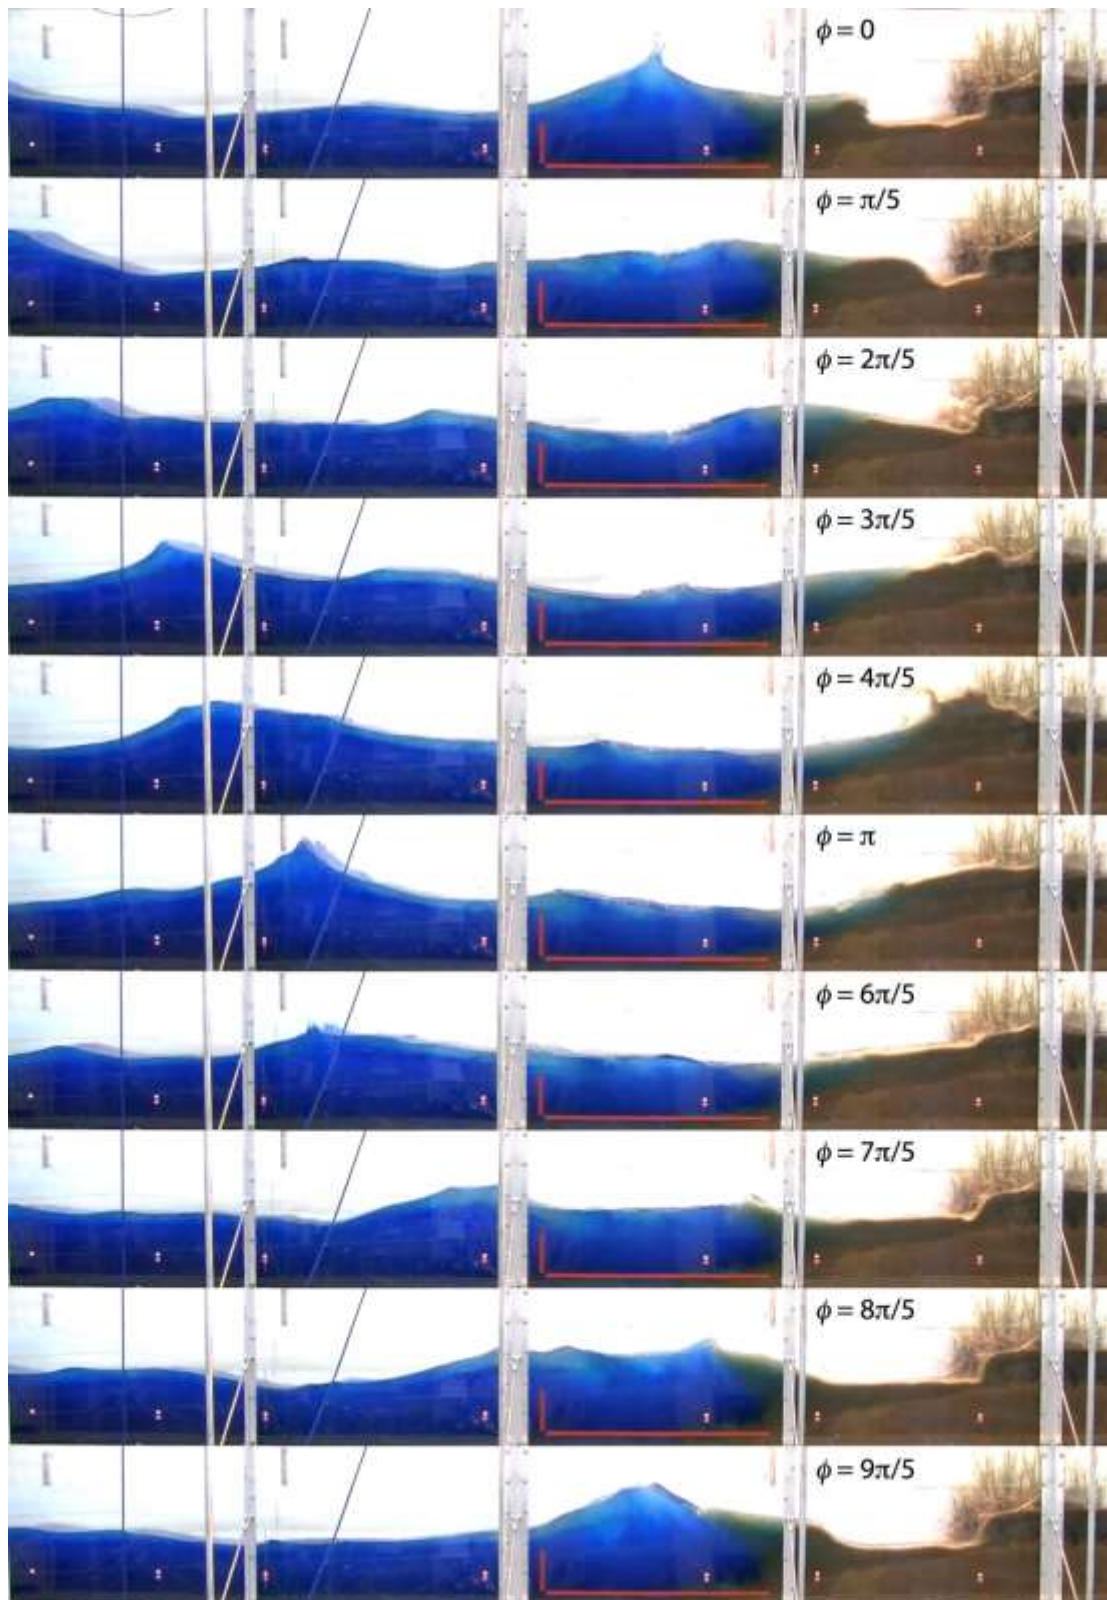 ϕ = 0
ϕ = π/5
ϕ = 2π/5
ϕ = 3π/5
ϕ = 4π/5
ϕ = π
ϕ = 6π/5
ϕ = 7π/5
ϕ = 8π/5
ϕ = 9π/5